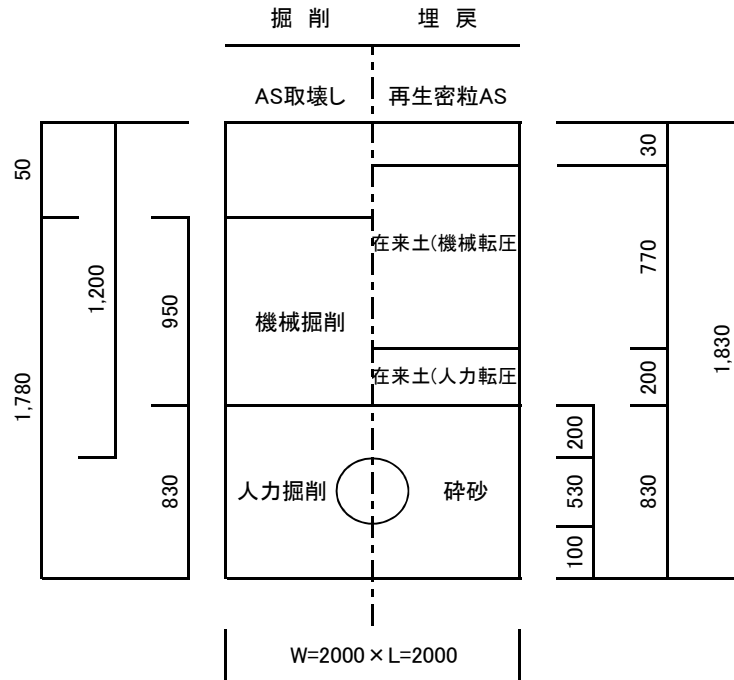 掘 削 埋 戻
AS取壊し 再生密粒AS
50
30
在来土(機械転圧
770
1,200
950
機械掘削
1,830
在来土(人力転圧
200
1,780
200
830
人力掘削
砕砂
530
830
100
W=2000×L=2000